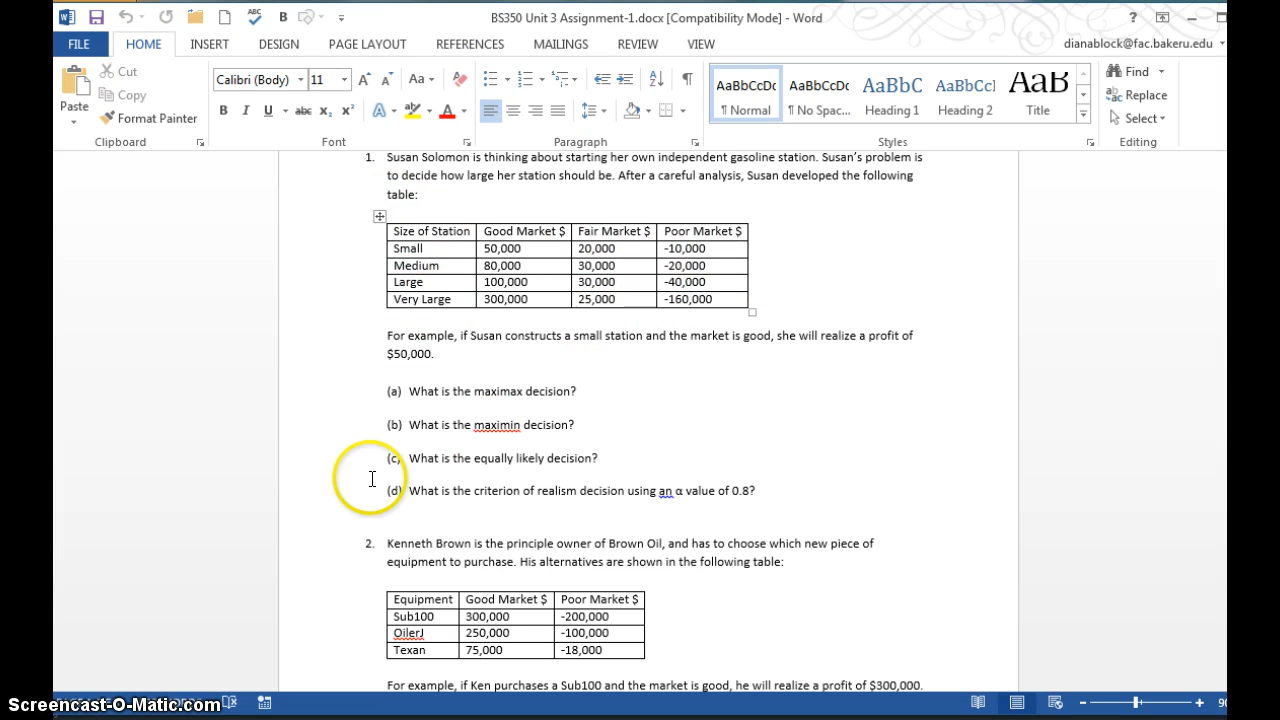 BS350 Unit 3 Assignment-1.docx [Compatibility Mode] - Word
FILE HOME INSERT DESIGN PAGE LAYOUT REFERENCES MAILINGS REVIEW VIEW dianablock@fac.bakeru.edu
Paste
Cut
Copy
Format Painter
Calibri (Body) 11
AaBbCcDc AaBbCcDc AaBbC AaBbCcI AaB
¶ Normal ¶ No Spac... Heading 1 Heading 2 Title
Find
Replace
Select
Clipboard Font Paragraph Styles Editing
1. Susan Solomon is thinking about starting her own independent gasoline station. Susan's problem is
to decide how large her station should be. After a careful analysis, Susan developed the following
table:
Size of Station Good Market $ Fair Market $ Poor Market $
Small 50,000 20,000 -10,000
Medium 80,000 30,000 -20,000
Large 100,000 30,000 -40,000
Very Large 300,000 25,000 -160,000
For example, if Susan constructs a small station and the market is good, she will realize a profit of
$50,000.
(a) What is the maximax decision?
(b) What is the maximin decision?
(c) What is the equally likely decision?
(d) What is the criterion of realism decision using an α value of 0.8?
2. Kenneth Brown is the principle owner of Brown Oil, and has to choose which new piece of
equipment to purchase. His alternatives are shown in the following table:
Equipment Good Market $ Poor Market $
Sub100 300,000 -200,000
OilerJ 250,000 -100,000
Texan 75,000 -18,000
For example, if Ken purchases a Sub100 and the market is good, he will realize a profit of $300,000.
Screencast-O-Matic.com